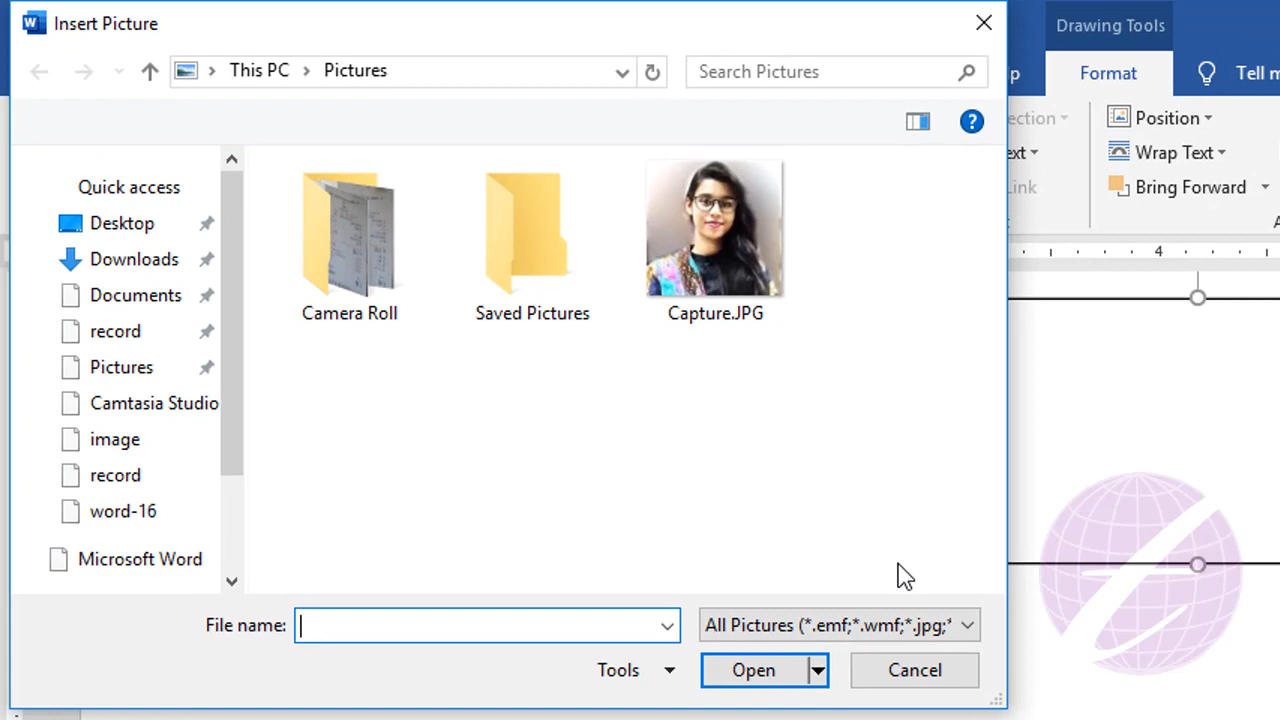 Insert Picture
Drawing Tools
This PC
Pictures
Search Pictures
Format
Position
Wrap Text
Bring Forward
4
Quick access
Desktop
Downloads
Documents
record
Pictures
Camtasia Studio
image
record
word-16
Microsoft Word
Camera Roll
Saved Pictures
Capture.JPG
File name:
All Pictures (*.emf;*.wmf;*.jpg;*
Tools
Open
Cancel